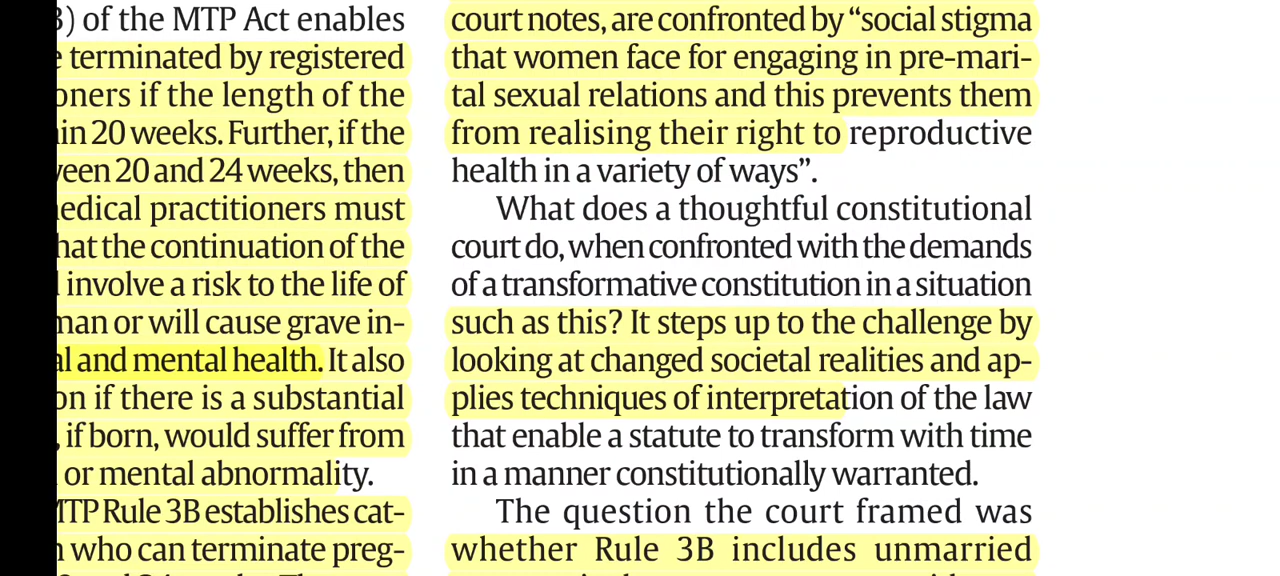 of the MTP Act enables
terminated by registered
if the length of the
20 weeks. Further, if the
20 and 24 weeks, then
practitioners must
the continuation of the
involve a risk to the life of
or will cause grave in-
and mental health. It also
if there is a substantial
, if born, would suffer from
or mental abnormality.
MTP Rule 3B establishes cat-
who can terminate preg-
court notes, are confronted by “social stigma
that women face for engaging in pre-mari-
tal sexual relations and this prevents them
from realising their right to reproductive
health in a variety of ways”.
What does a thoughtful constitutional
court do, when confronted with the demands
of a transformative constitution in a situation
such as this? It steps up to the challenge by
looking at changed societal realities and ap-
plies techniques of interpretation of the law
that enable a statute to transform with time
in a manner constitutionally warranted.
The question the court framed was
whether Rule 3B includes unmarried